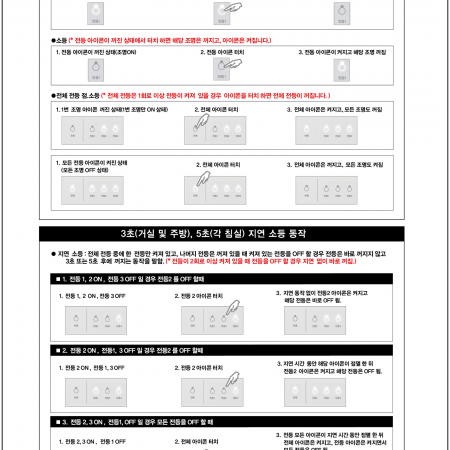 ●소등 (* 전등 아이콘이 꺼진 상태에서 터치 하면 해당 조명은 꺼지고, 아이콘은 켜집니다.)
1. 전등 아이콘이 꺼진 상태(조명ON)
2. 전등 아이콘 터치
3. 전등 아이콘이 켜지고 해당 조명 꺼짐
●전체 전등 점.소등 (* 전체 전등은 1회로 이상 전등이 켜져 있을 경우 아이콘을 터치 하면 전체 전등이 꺼집니다.)
1. 1번 조명 아이콘 꺼진 상태(1번 조명만 ON 상태)
2. 전체 아이콘 터치
3. 전체 아이콘은 켜지고, 모든 조명도 꺼짐
1. 모든 전등 아이콘이 켜진 상태
(모든 조명 OFF 상태)
2. 전체 아이콘 터치
3. 전체 아이콘은 꺼지고, 모든 조명도 켜짐
3초(거실 및 주방), 5초(각 침실) 지연 소등 동작
● 지연 소등 : 전체 전등 중에 한 전등만 켜져 있고, 나머지 전등은 꺼져 있을 때 켜져 있는 전등을 OFF 할 경우 전등은 바로 꺼지지 않고
3초 또는 5초 후에 꺼지는 동작을 말함. (* 전등이 2회로 이상 켜져 있을 때 전등을 OFF 할 경우 지연 없이 바로 꺼짐.)
■ 1. 전등 1, 2 ON , 전등 3 OFF 일 경우 전등2 를 OFF 할때
1. 전등 1, 2 ON , 전등 3 OFF
2. 전등 2 아이콘 터치
3. 지연 동작 없이 전등2 아이콘은 켜지고
해당 전등은 바로 OFF 됨.
■ 2. 전등 2 ON , 전등1, 3 OFF 일 경우 전등2 를 OFF 할때
1. 전등 2 ON , 전등 1, 3 OFF
2. 전등 2 아이콘 터치
3. 지연 시간 동안 해당 아이콘이 점멸 한 뒤
전등2 아이콘은 켜지고 해당 전등은 OFF 됨.
■ 3. 전등 2, 3 ON , 전등1, OFF 일 경우 모든 전등을 OFF 할 때
1. 전등 2, 3 ON , 전등 1 OFF
2. 전체 아이콘 터치
3. 전등 모든 아이콘이 지연 시간 동안 점멸 한 뒤
전체 아이콘은 켜지고, 전등 아이콘은 켜지면서